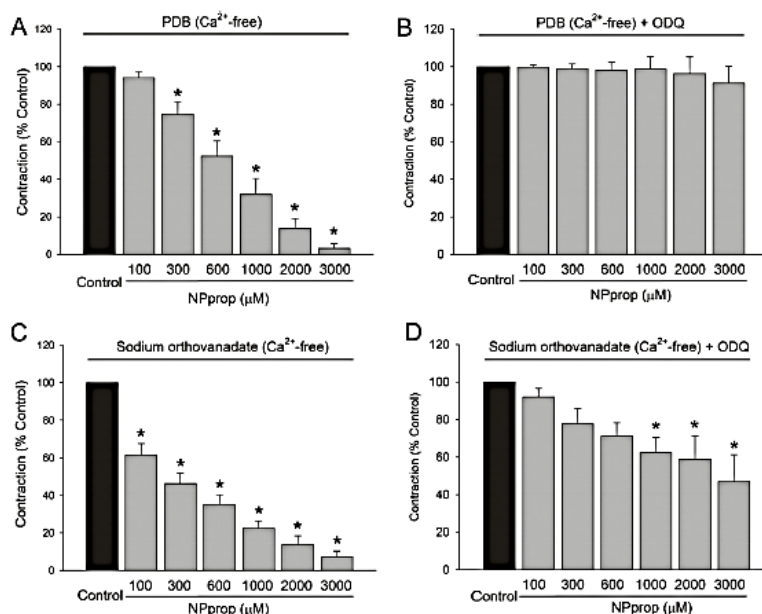 A
PDB (Ca²⁺-free)
Contraction (% Control)
120
100
80
60
40
20
0
*
*
*
*
*
Control
100 300 600 1000 2000 3000
NPprop (μM)
B
PDB (Ca²⁺-free) + ODQ
Contraction (% Control)
120
100
80
60
40
20
0
Control
100 300 600 1000 2000 3000
NPprop (μM)
C
Sodium orthovanadate (Ca²⁺-free)
Contraction (% Control)
120
100
80
60
40
20
0
*
*
*
*
*
*
Control
100 300 600 1000 2000 3000
NPprop (μM)
D
Sodium orthovanadate (Ca²⁺-free) + ODQ
Contraction (% Control)
120
100
80
60
40
20
0
* * *
Control
100 300 600 1000 2000 3000
NPprop (μM)